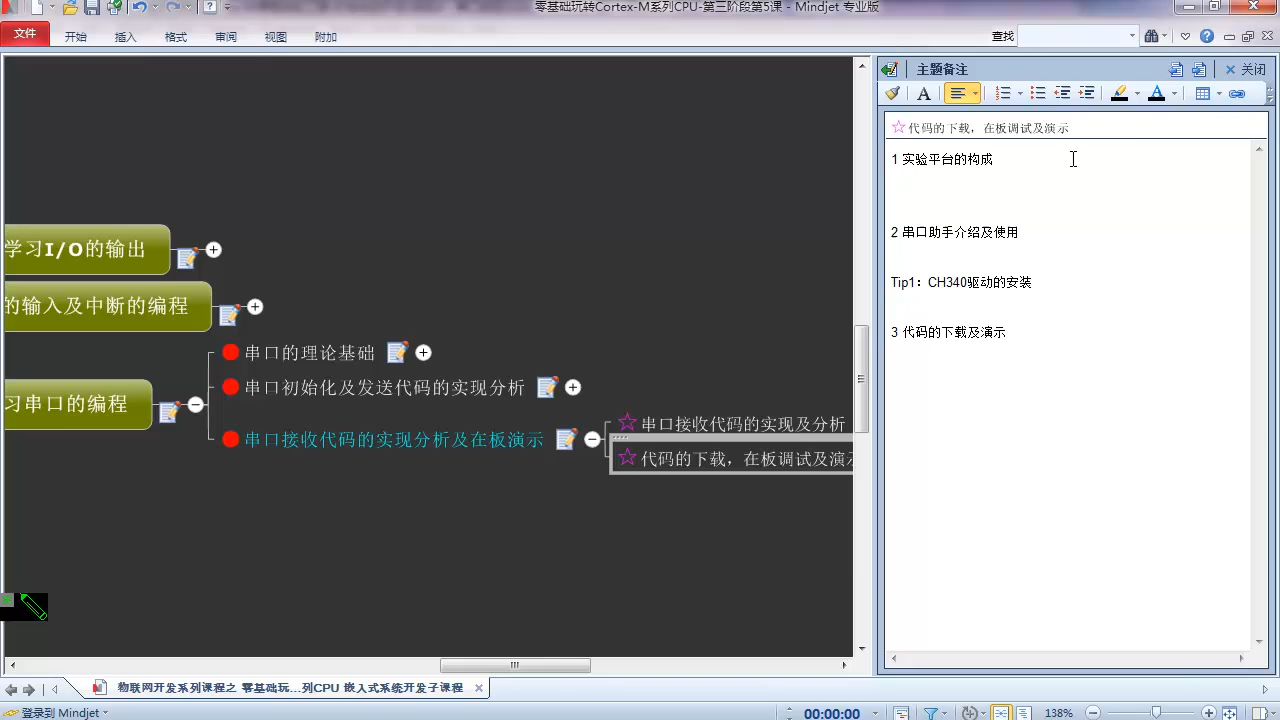 零基础玩转Cortex-M系列CPU-第三阶段第5课 - Mindjet 专业版
文件 开始 插入 格式 审阅 视图 附加 查找
主题备注 关闭
☆代码的下载，在板调试及演示
1 实验平台的构成
2 串口助手介绍及使用
Tip1：CH340驱动的安装
3 代码的下载及演示
学习I/O的输出
的输入及中断的编程
习串口的编程
串口的理论基础
串口初始化及发送代码的实现分析
串口接收代码的实现分析及在板演示
☆串口接收代码的实现及分析
☆代码的下载，在板调试及演示
物联网开发系列课程之 零基础玩...列CPU 嵌入式系统开发子课程
登录到 Mindjet 00:00:00 138%